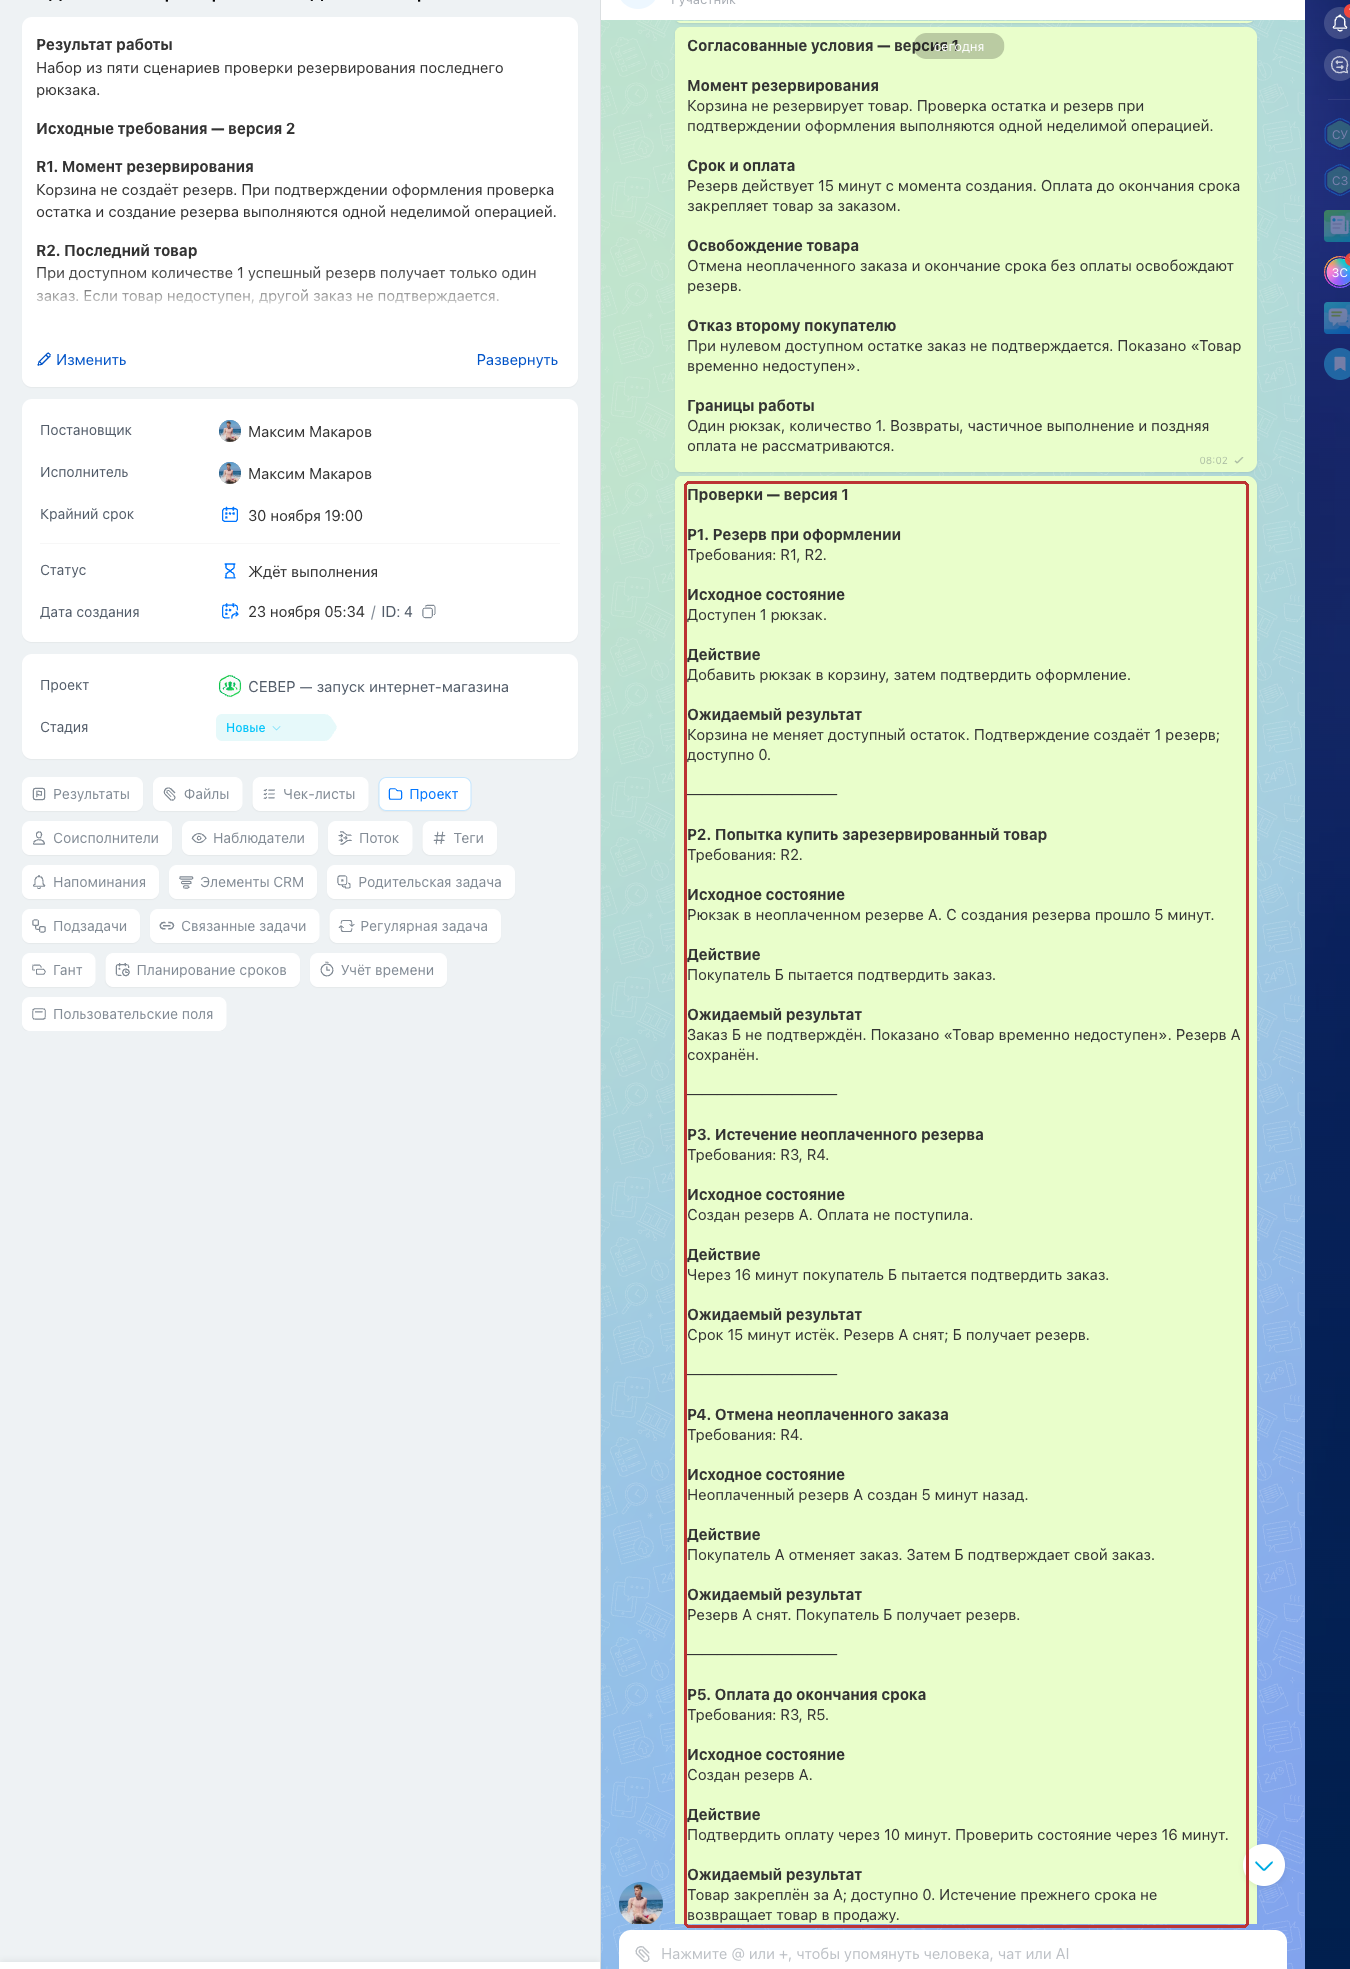 Результат работы
Набор из пяти сценариев проверки резервирования последнего
рюкзака.
Исходные требования — версия 2
R1. Момент резервирования
Корзина не создаёт резерв. При подтверждении оформления проверка
остатка и создание резерва выполняются одной неделимой операцией.
R2. Последний товар
При доступном количестве 1 успешный резерв получает только один
заказ. Если товар недоступен, другой заказ не подтверждается.
Изменить
Развернуть
Постановщик
Максим Макаров
Исполнитель
Максим Макаров
Крайний срок
30 ноября 19:00
Статус
Ждёт выполнения
Дата создания
23 ноября 05:34 / ID: 4
Проект
СЕВЕР — запуск интернет-магазина
Стадия
Новые
Результаты
Файлы
Чек-листы
Проект
Соисполнители
Наблюдатели
Поток
Теги
Напоминания
Элементы CRM
Родительская задача
Подзадачи
Связанные задачи
Регулярная задача
Гант
Планирование сроков
Учёт времени
Пользовательские поля
1 участник
сегодня
Согласованные условия — версия 1
Момент резервирования
Корзина не резервирует товар. Проверка остатка и резерв при
подтверждении оформления выполняются одной неделимой операцией.
Срок и оплата
Резерв действует 15 минут с момента создания. Оплата до окончания срока
закрепляет товар за заказом.
Освобождение товара
Отмена неоплаченного заказа и окончание срока без оплаты освобождают
резерв.
Отказ второму покупателю
При нулевом доступном остатке заказ не подтверждается. Показано «Товар
временно недоступен».
Границы работы
Один рюкзак, количество 1. Возвраты, частичное выполнение и поздняя
оплата не рассматриваются.
08:02
Проверки — версия 1
P1. Резерв при оформлении
Требования: R1, R2.
Исходное состояние
Доступен 1 рюкзак.
Действие
Добавить рюкзак в корзину, затем подтвердить оформление.
Ожидаемый результат
Корзина не меняет доступный остаток. Подтверждение создаёт 1 резерв;
доступно 0.
P2. Попытка купить зарезервированный товар
Требования: R2.
Исходное состояние
Рюкзак в неоплаченном резерве А. С создания резерва прошло 5 минут.
Действие
Покупатель Б пытается подтвердить заказ.
Ожидаемый результат
Заказ Б не подтверждён. Показано «Товар временно недоступен». Резерв А
сохранён.
P3. Истечение неоплаченного резерва
Требования: R3, R4.
Исходное состояние
Создан резерв А. Оплата не поступила.
Действие
Через 16 минут покупатель Б пытается подтвердить заказ.
Ожидаемый результат
Срок 15 минут истёк. Резерв А снят; Б получает резерв.
P4. Отмена неоплаченного заказа
Требования: R4.
Исходное состояние
Неоплаченный резерв А создан 5 минут назад.
Действие
Покупатель А отменяет заказ. Затем Б подтверждает свой заказ.
Ожидаемый результат
Резерв А снят. Покупатель Б получает резерв.
P5. Оплата до окончания срока
Требования: R3, R5.
Исходное состояние
Создан резерв А.
Действие
Подтвердить оплату через 10 минут. Проверить состояние через 16 минут.
Ожидаемый результат
Товар закреплён за А; доступно 0. Истечение прежнего срока не
возвращает товар в продажу.
Нажмите @ или +, чтобы упомянуть человека, чат или AI
СУ
СЗ
ЗС